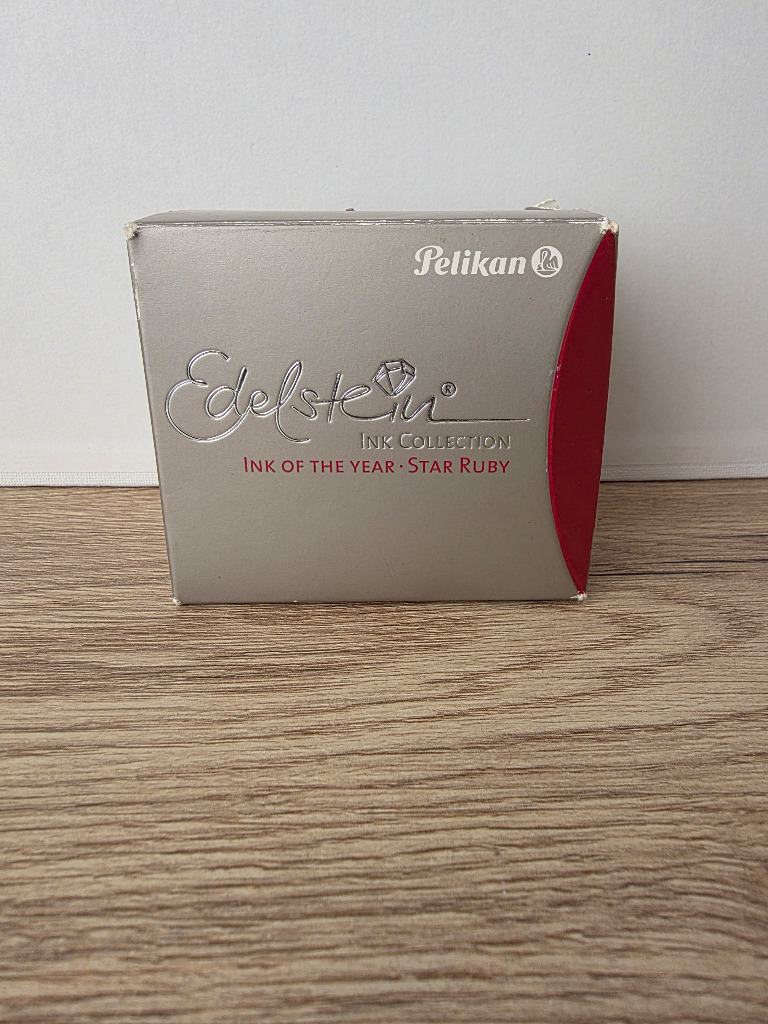 Pelikan
Edelstein®
INK COLLECTION
INK OF THE YEAR · STAR RUBY